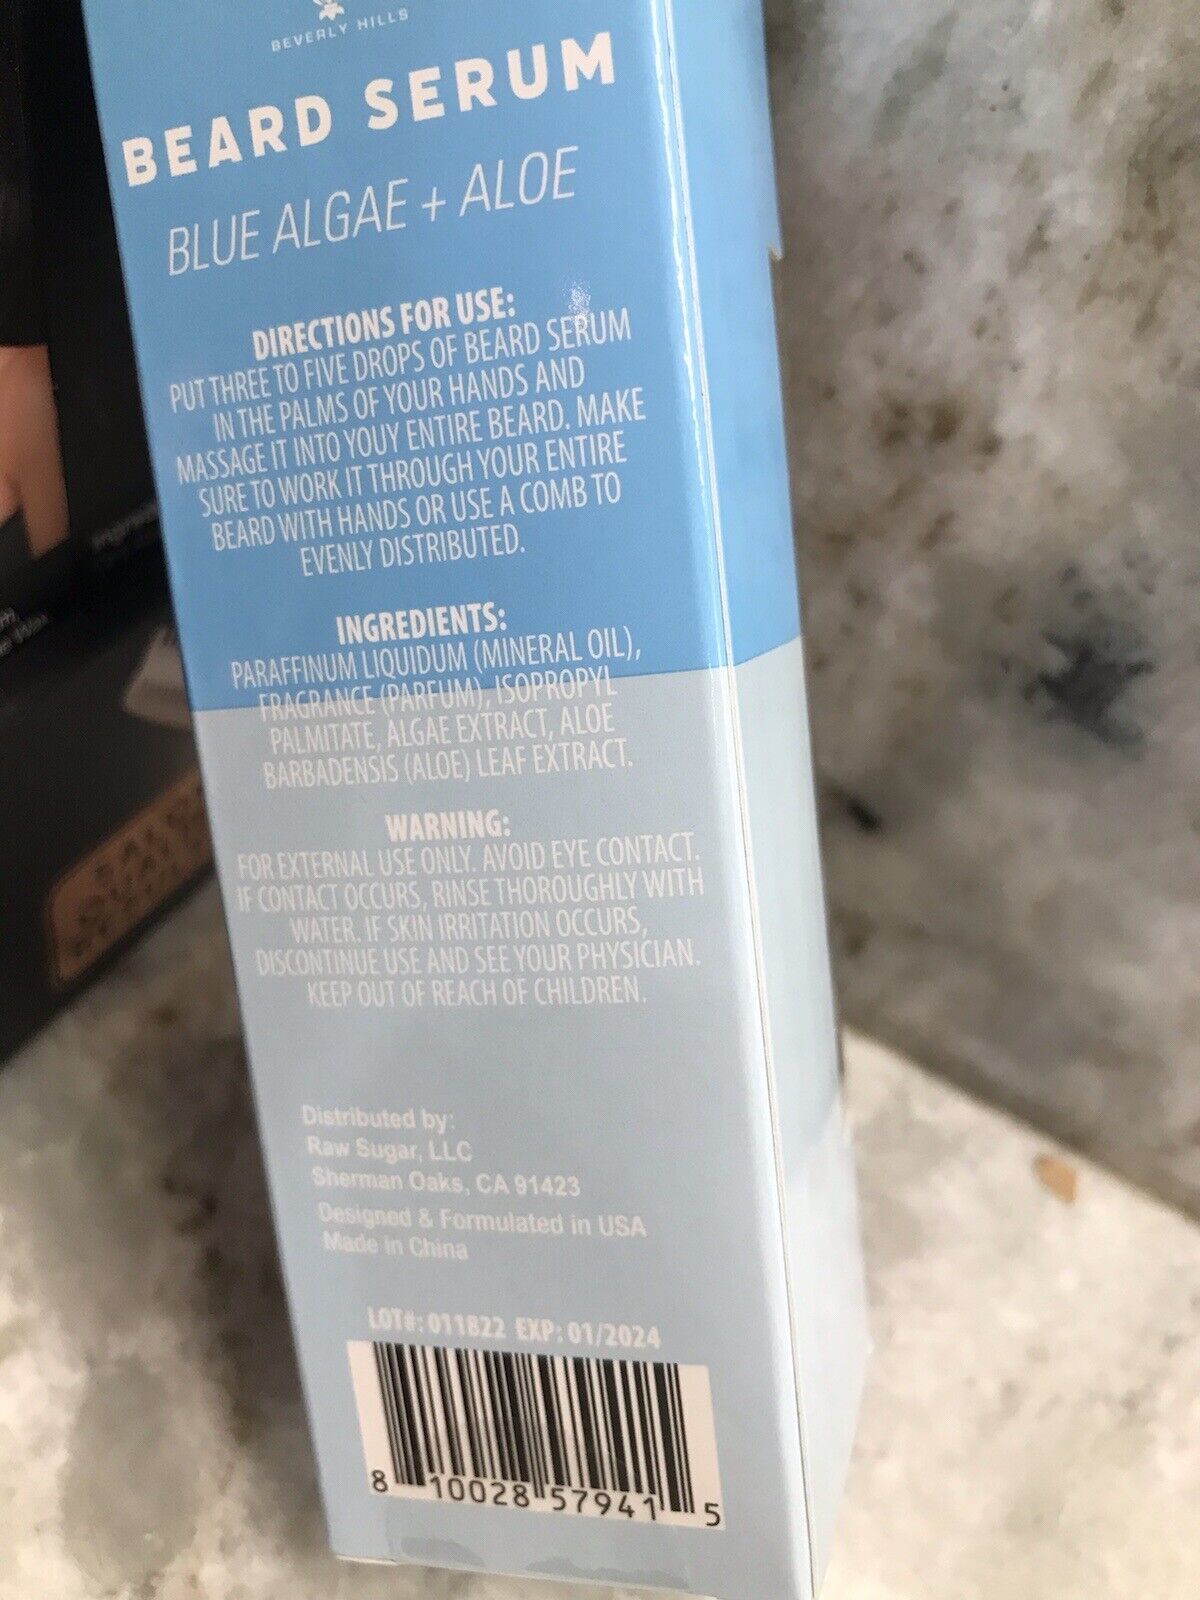 BEVERLY HILLS
BEARD SERUM
BLUE ALGAE + ALOE
DIRECTIONS FOR USE:
PUT THREE TO FIVE DROPS OF BEARD SERUM
IN THE PALMS OF YOUR HANDS AND
MASSAGE IT INTO YOUY ENTIRE BEARD. MAKE
SURE TO WORK IT THROUGH YOUR ENTIRE
BEARD WITH HANDS OR USE A COMB TO
EVENLY DISTRIBUTED.
INGREDIENTS:
PARAFFINUM LIQUIDUM (MINERAL OIL),
FRAGRANCE (PARFUM), ISOPROPYL
PALMITATE, ALGAE EXTRACT, ALOE
BARBADENSIS (ALOE) LEAF EXTRACT.
WARNING:
FOR EXTERNAL USE ONLY. AVOID EYE CONTACT.
IF CONTACT OCCURS, RINSE THOROUGHLY WITH
WATER. IF SKIN IRRITATION OCCURS,
DISCONTINUE USE AND SEE YOUR PHYSICIAN.
KEEP OUT OF REACH OF CHILDREN.
Distributed by:
Raw Sugar, LLC
Sherman Oaks, CA 91423
Designed & Formulated in USA
Made in China
LOT#: 011822 EXP: 01/2024
8 10028 57941 5